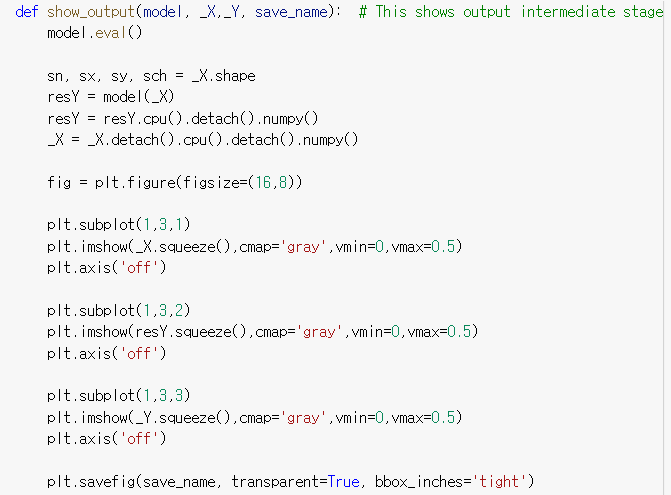 def show_output(model, _X,_Y, save_name):  # This shows output intermediate stage
    model.eval()

    sn, sx, sy, sch = _X.shape
    resY = model(_X)
    resY = resY.cpu().detach().numpy()
    _X = _X.detach().cpu().detach().numpy()

    fig = plt.figure(figsize=(16,8))

    plt.subplot(1,3,1)
    plt.imshow(_X.squeeze(),cmap='gray',vmin=0,vmax=0.5)
    plt.axis('off')

    plt.subplot(1,3,2)
    plt.imshow(resY.squeeze(),cmap='gray',vmin=0,vmax=0.5)
    plt.axis('off')

    plt.subplot(1,3,3)
    plt.imshow(_Y.squeeze(),cmap='gray',vmin=0,vmax=0.5)
    plt.axis('off')

    plt.savefig(save_name, transparent=True, bbox_inches='tight')